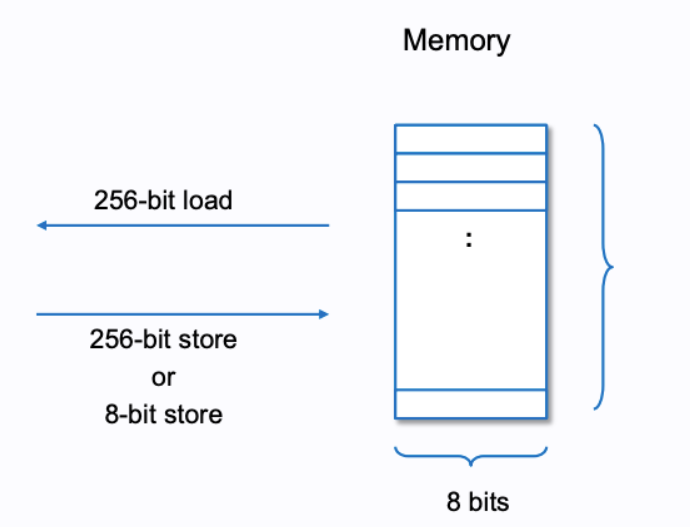 Memory
256-bit load
:
256-bit store
or
8-bit store
8 bits